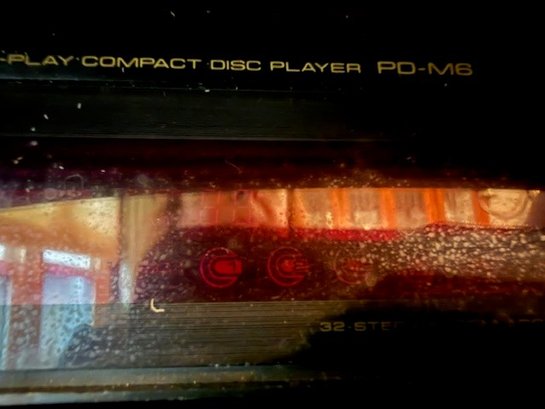 -PLAY COMPACT DISC PLAYER PD-M6
32-STE